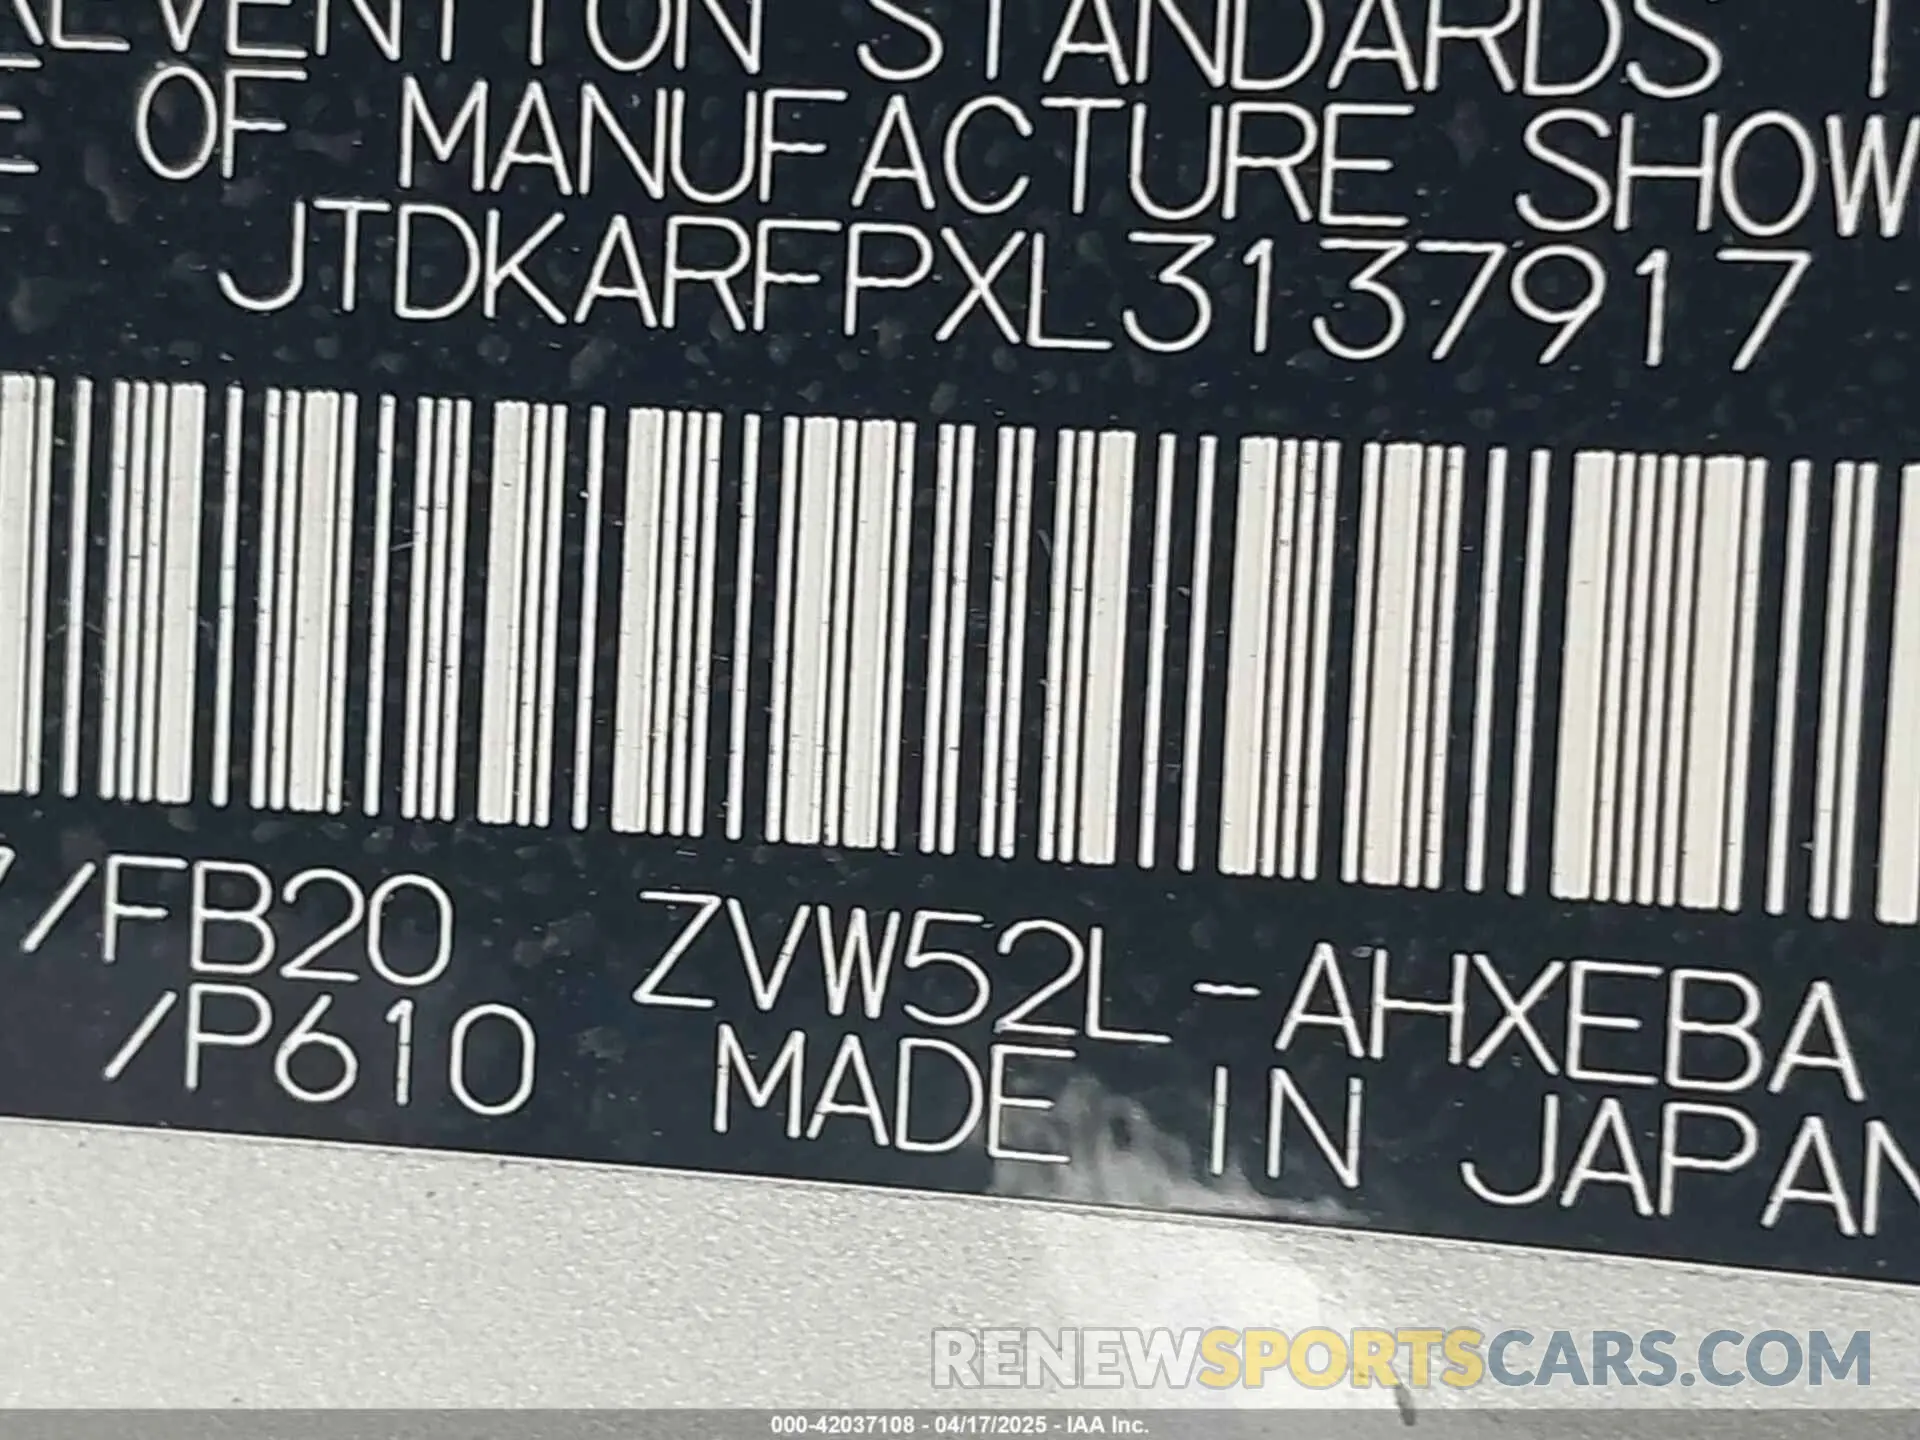 PREVENTION STANDARDS
OF MANUFACTURE SHOW
JTDKARFPXL3137917
/FB20 ZVW52L-AHXEBA
/P610 MADE IN JAPAN
RENEWSPORTSCARS.COM
000-42037108 - 04/17/2025 - IAA Inc.